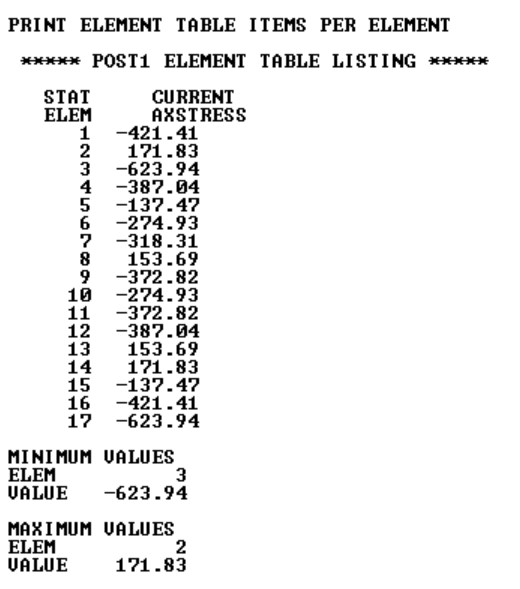 PRINT ELEMENT TABLE ITEMS PER ELEMENT
***** POST1 ELEMENT TABLE LISTING *****
STAT CURRENT
ELEM AXSTRESS
1 -421.41
2 171.83
3 -623.94
4 -387.04
5 -137.47
6 -274.93
7 -318.31
8 153.69
9 -372.82
10 -274.93
11 -372.82
12 -387.04
13 153.69
14 171.83
15 -137.47
16 -421.41
17 -623.94
MINIMUM VALUES
ELEM 3
VALUE -623.94
MAXIMUM VALUES
ELEM 2
VALUE 171.83